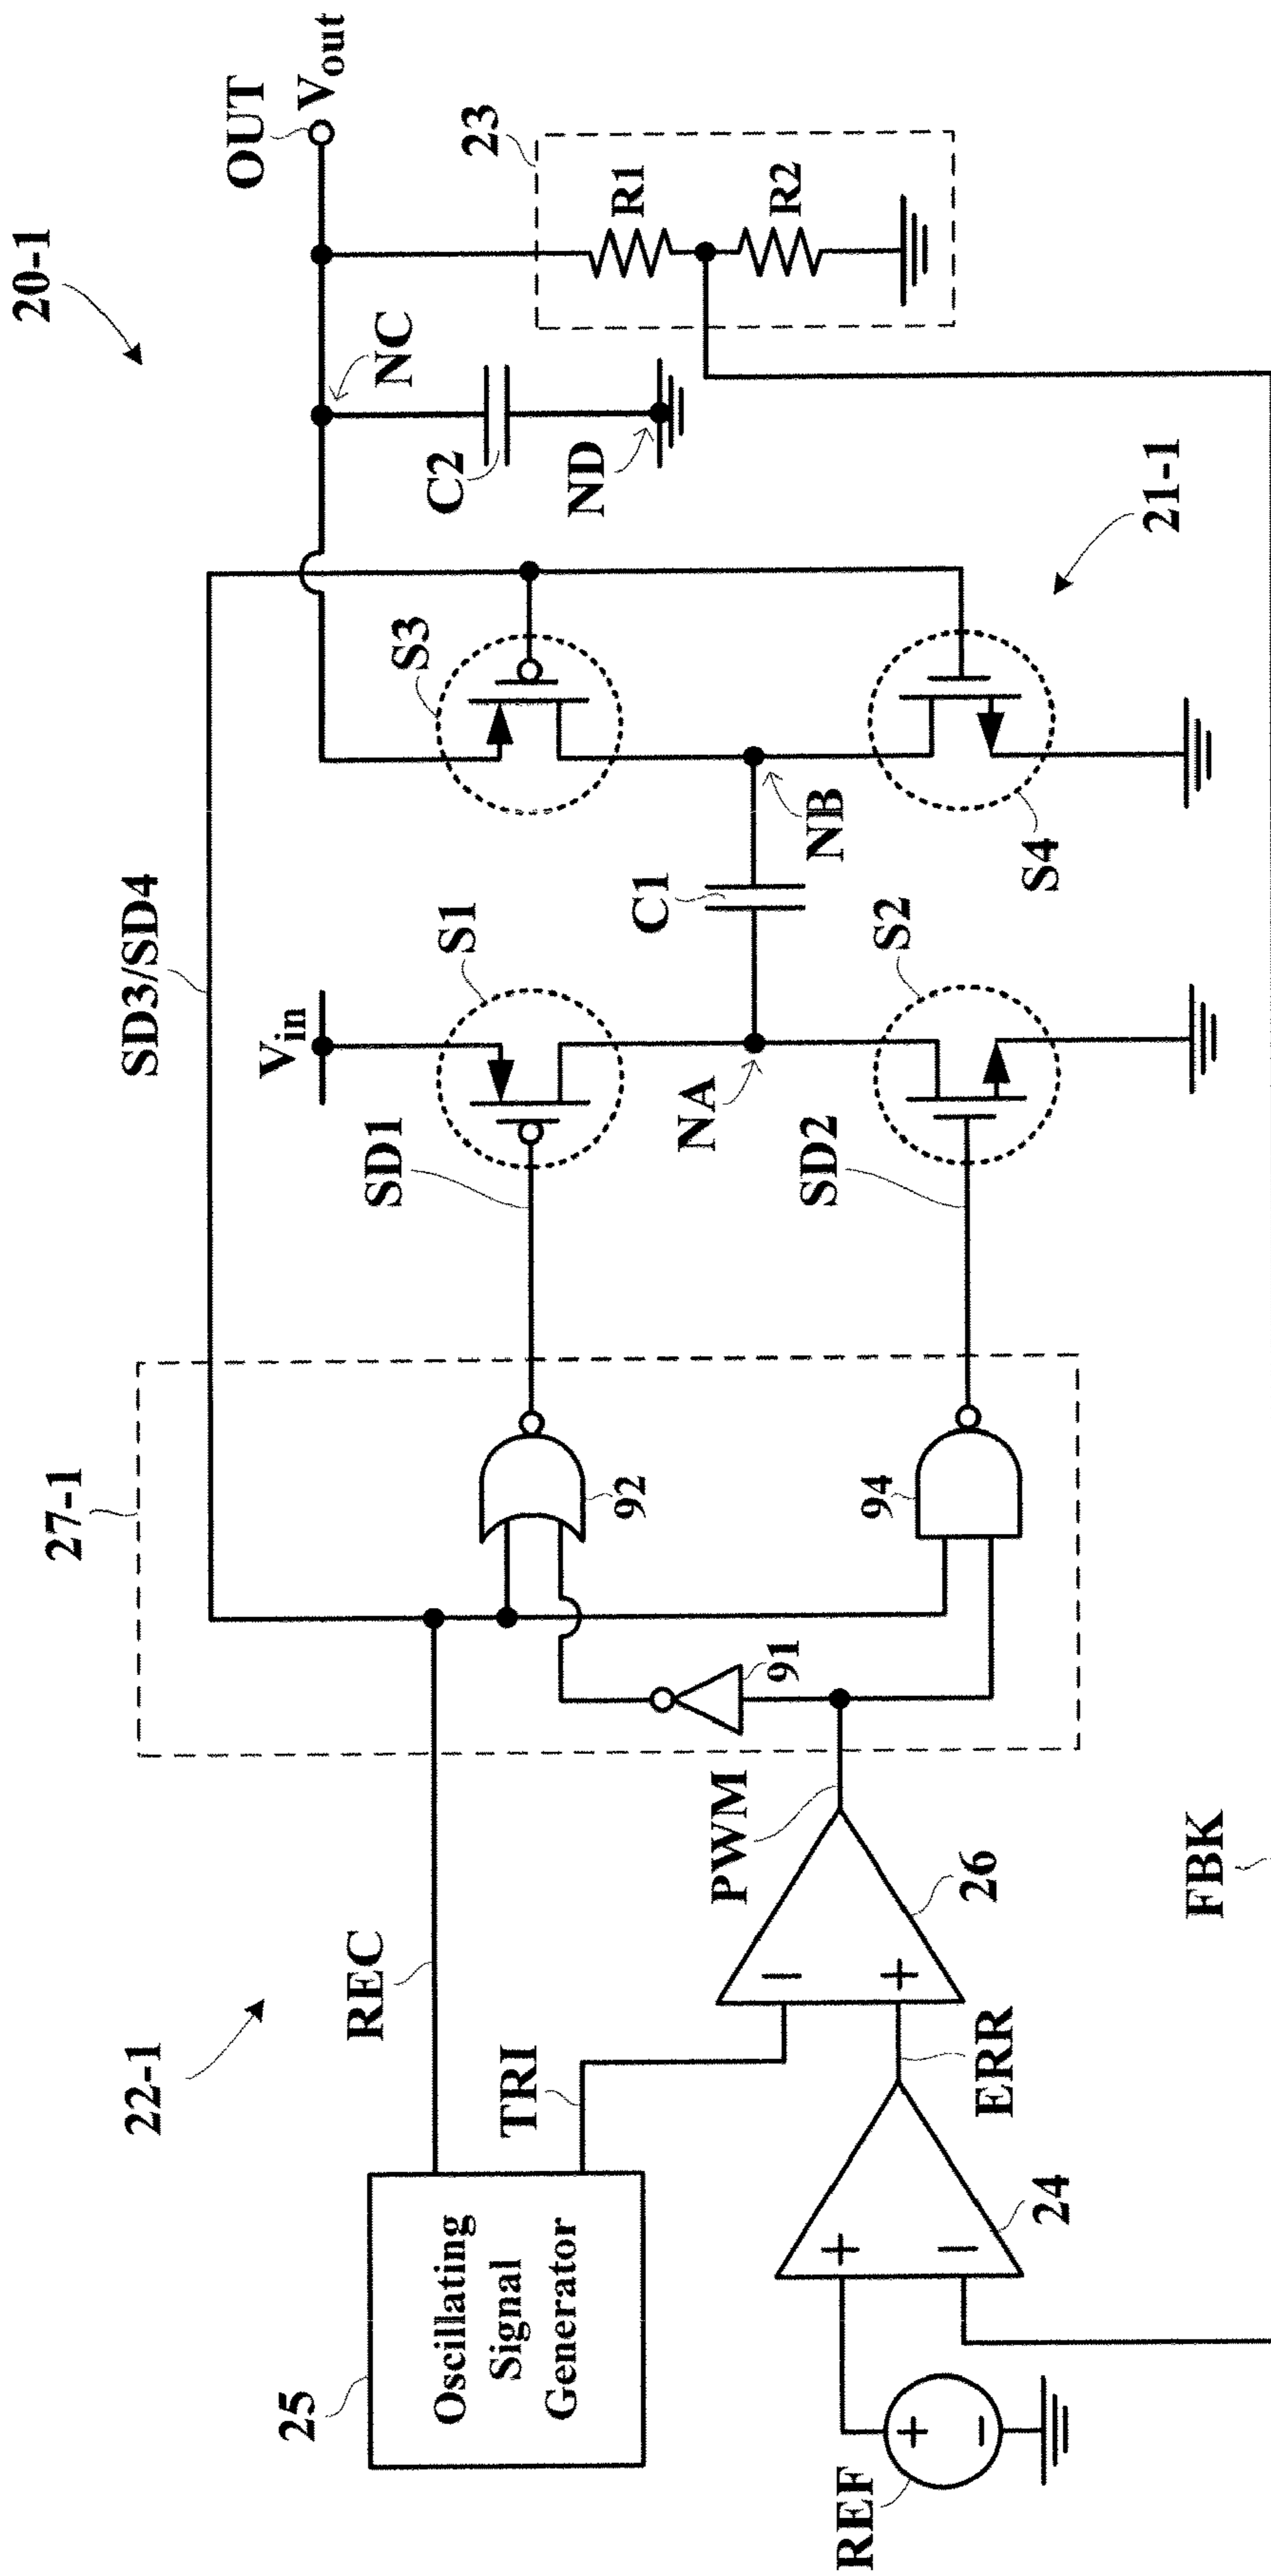 20-1
OUT
Vout
SD3/SD4
NC
23
R1
R2
C2
ND
Vin
S1
S3
SD1
C1
NA
NB
SD2
S2
S4
21-1
27-1
92
91
94
22-1
REC
TRI
PWM
25
Oscillating
Signal
Generator
+
−
24
ERR
−
+
26
REF
+
−
FBK